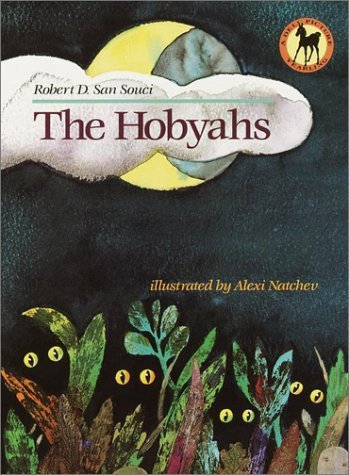 A DELL PICTURE
YEARLING
Robert D. San Souci
The Hobyahs
illustrated by Alexi Natchev